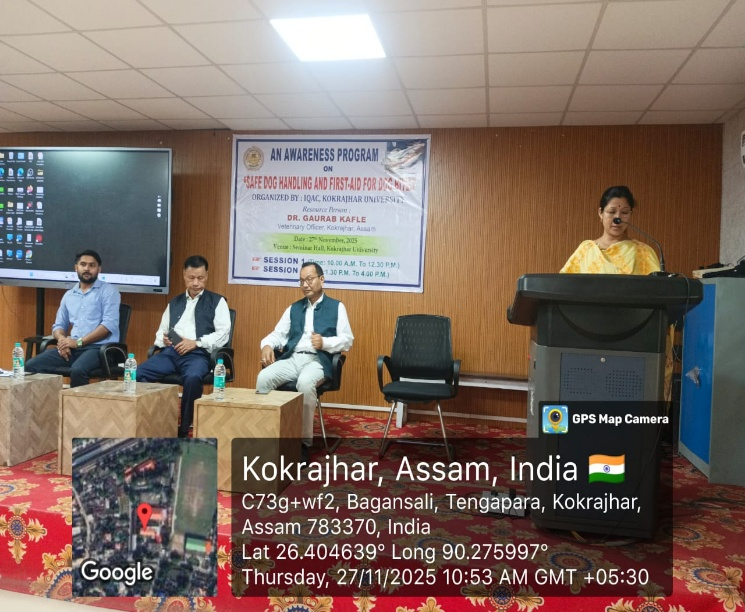 AN AWARENESS PROGRAM
ON
"SAFE DOG HANDLING AND FIRST-AID FOR DOG BITES"
ORGANIZED BY : IQAC, KOKRAJHAR UNIVERSITY
Resource Person :
DR. GAURAB KAFLE
Veterinary Officer, Kokrajhar, Assam
Date : 27th November, 2025
Venue : Seminar Hall, Kokrajhar University
SESSION 1 (Time: 10.00 A.M. To 12.30 P.M.)
SESSION 1.30 P.M. To 4.00 P.M.)
GPS Map Camera
Kokrajhar, Assam, India
C73g+wf2, Bagansali, Tengapara, Kokrajhar,
Assam 783370, India
Lat 26.404639° Long 90.275997°
Thursday, 27/11/2025 10:53 AM GMT +05:30
Google